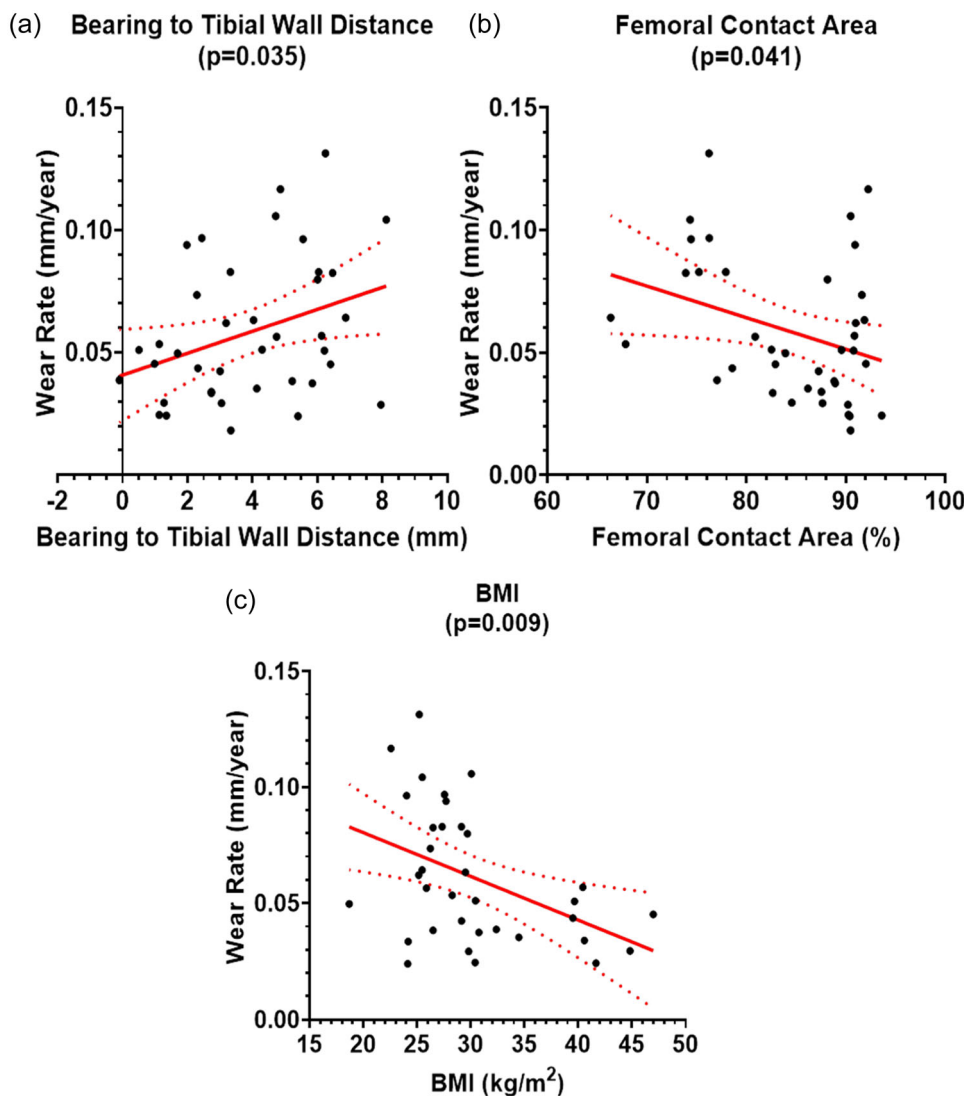 (a)
Bearing to Tibial Wall Distance
(p=0.035)
0.15
0.10
0.05
0.00
Wear Rate (mm/year)
-2 0 2 4 6 8 10
Bearing to Tibial Wall Distance (mm)
(b)
Femoral Contact Area
(p=0.041)
0.15
0.10
0.05
0.00
Wear Rate (mm/year)
60 70 80 90 100
Femoral Contact Area (%)
(c)
BMI
(p=0.009)
0.15
0.10
0.05
0.00
Wear Rate (mm/year)
15 20 25 30 35 40 45 50
BMI (kg/m²)